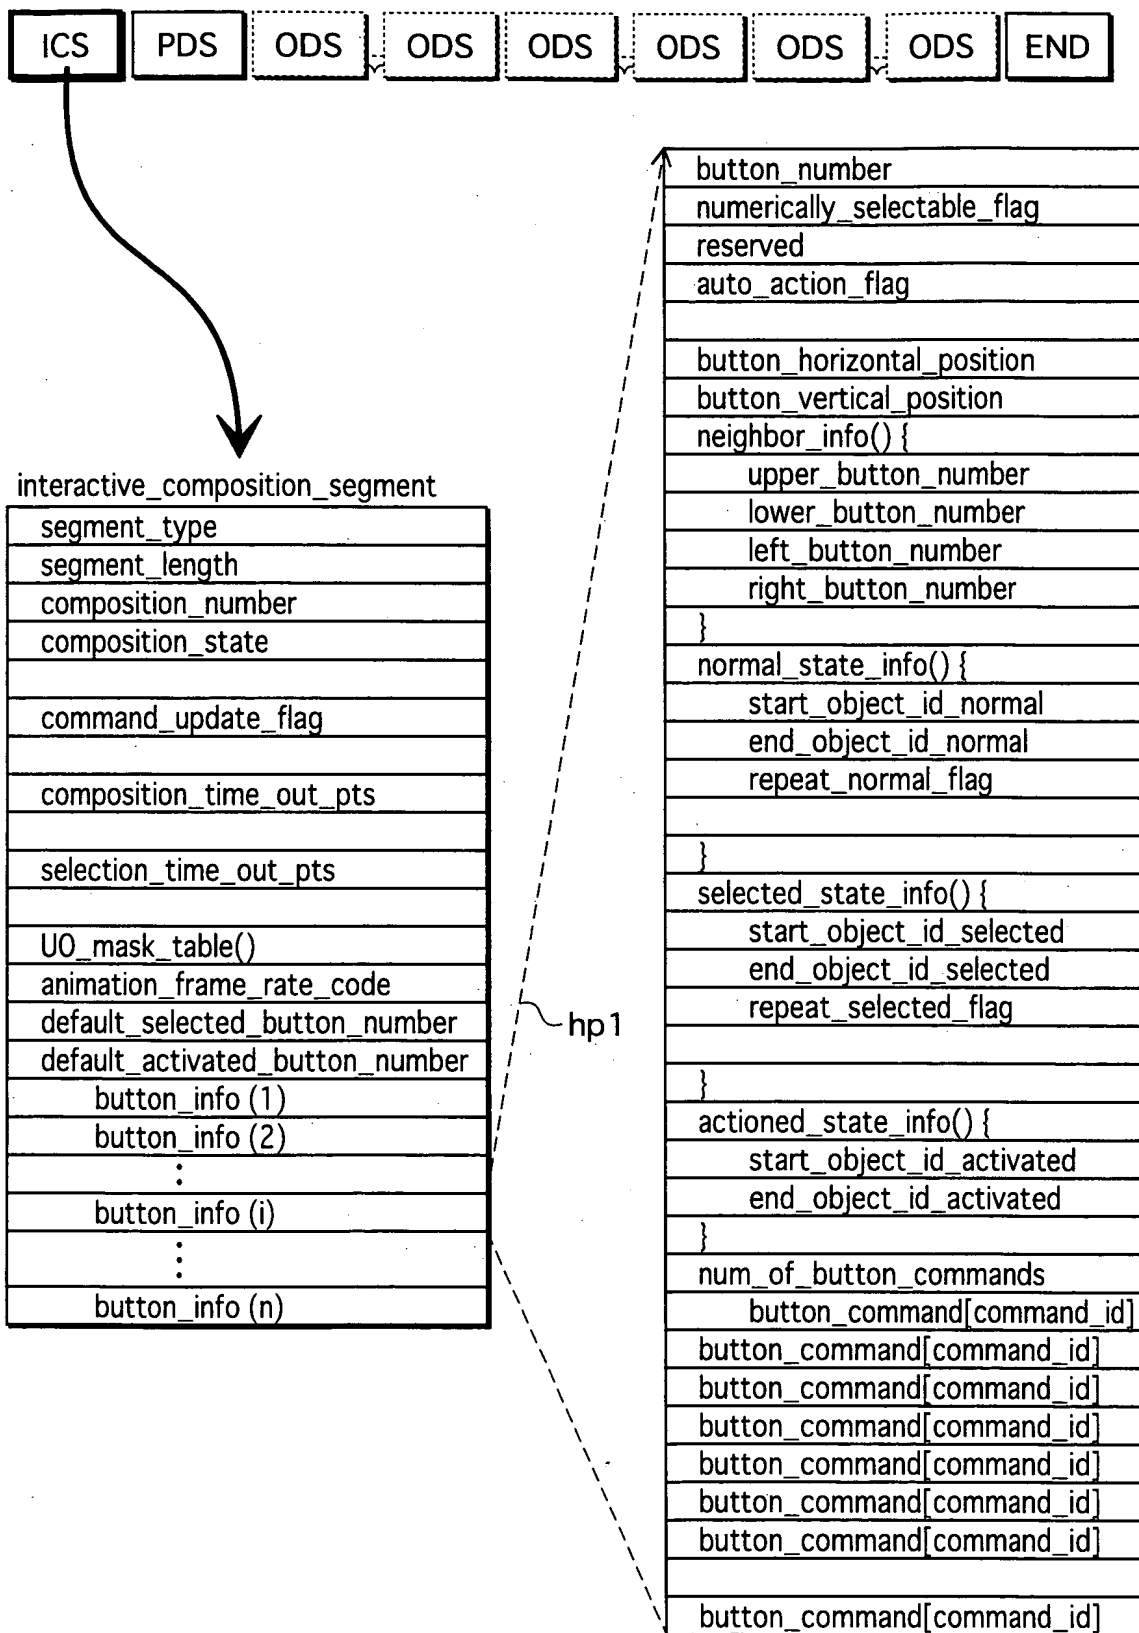 ICS PDS ODS ODS ODS ODS ODS ODS END
interactive_composition_segment
segment_type
segment_length
composition_number
composition_state
command_update_flag
composition_time_out_pts
selection_time_out_pts
UO_mask_table()
animation_frame_rate_code
default_selected_button_number
default_activated_button_number
button_info (1)
button_info (2)
button_info (i)
button_info (n)
hp1
button_number
numerically_selectable_flag
reserved
auto_action_flag
button_horizontal_position
button_vertical_position
neighbor_info() {
upper_button_number
lower_button_number
left_button_number
right_button_number
}
normal_state_info() {
start_object_id_normal
end_object_id_normal
repeat_normal_flag
}
selected_state_info() {
start_object_id_selected
end_object_id_selected
repeat_selected_flag
}
actioned_state_info() {
start_object_id_activated
end_object_id_activated
}
num_of_button_commands
button_command[command_id]
button_command[command_id]
button_command[command_id]
button_command[command_id]
button_command[command_id]
button_command[command_id]
button_command[command_id]
button_command[command_id]